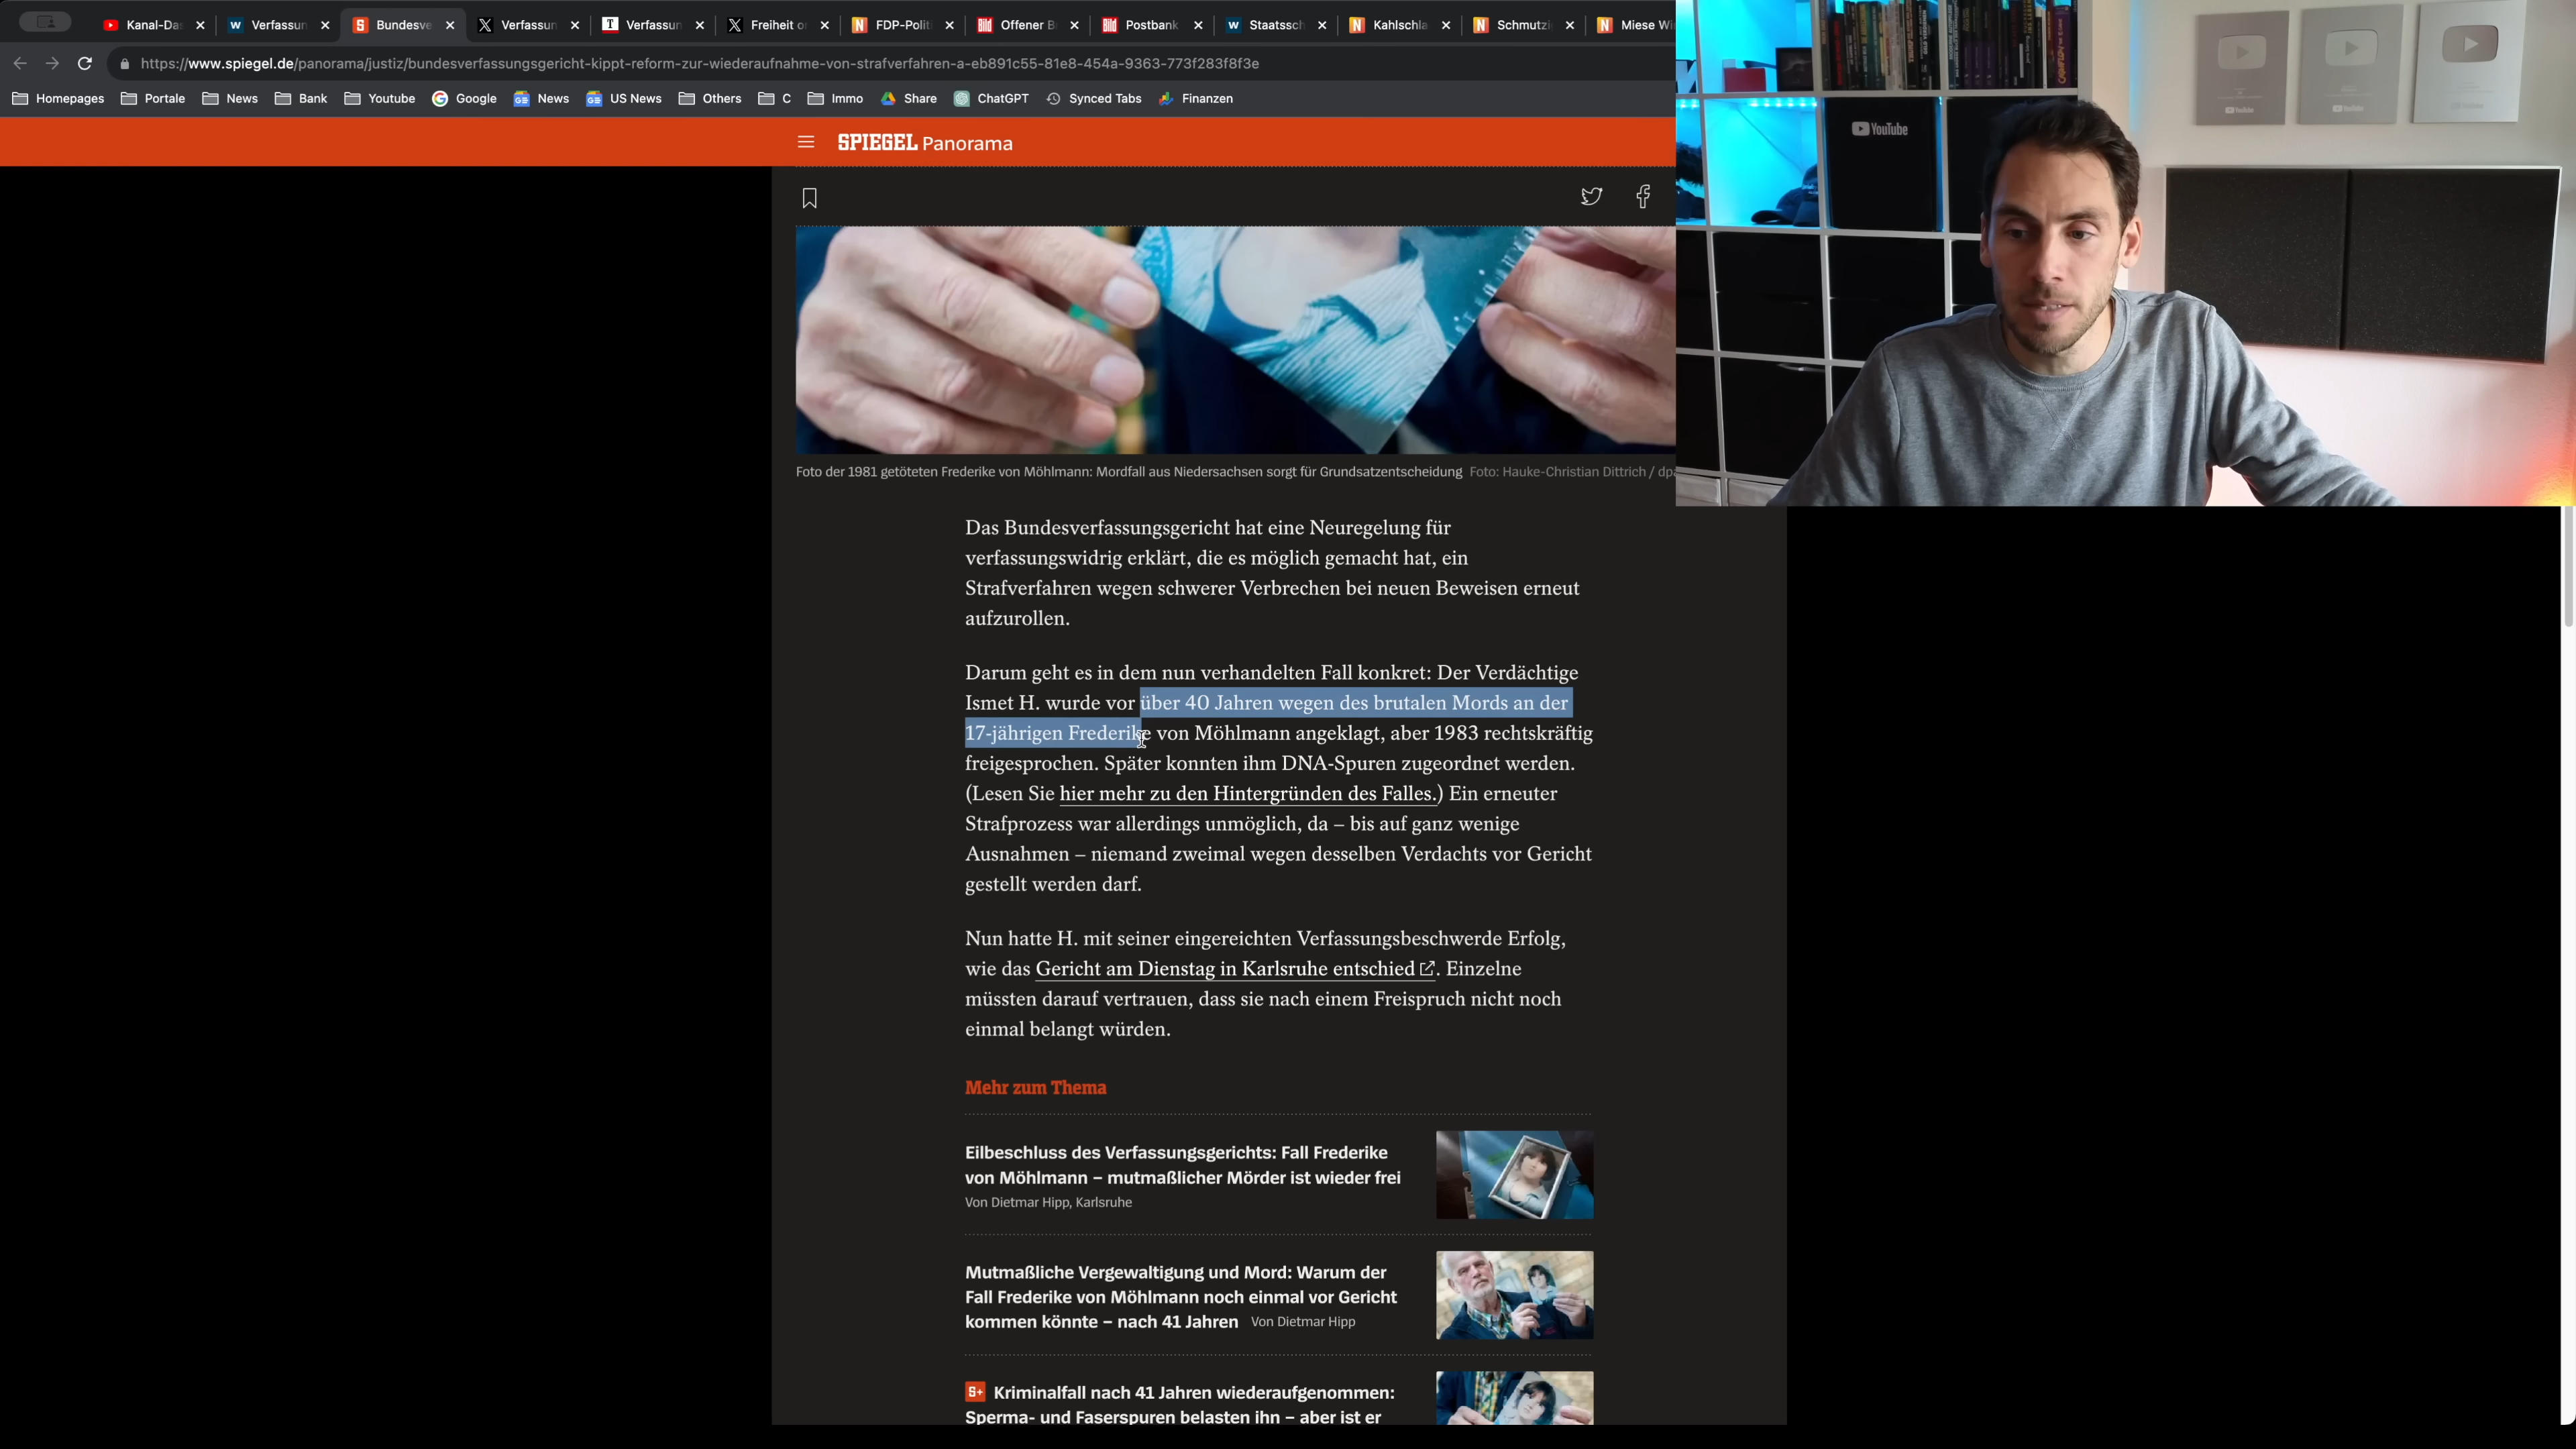 Kanal-Da
Verfassun
Bundesve
Verfassun
Verfassun
Freiheit o
FDP-Polit
Offener B
Postbank
Staatssch
Kahlschla
Schmutzi
Miese Wi
https://www.spiegel.de/panorama/justiz/bundesverfassungsgericht-kippt-reform-zur-wiederaufnahme-von-strafverfahren-a-eb891c55-81e8-454a-9363-773f283f8f3e
Homepages Portale News Bank Youtube Google News US News Others C Immo Share ChatGPT Synced Tabs Finanzen
SPIEGEL Panorama
YouTube
YouTube
YouTube
YouTube
Foto der 1981 getöteten Frederike von Möhlmann: Mordfall aus Niedersachsen sorgt für Grundsatzentscheidung Foto: Hauke-Christian Dittrich / dpa
Das Bundesverfassungsgericht hat eine Neuregelung für
verfassungswidrig erklärt, die es möglich gemacht hat, ein
Strafverfahren wegen schwerer Verbrechen bei neuen Beweisen erneut
aufzurollen.
Darum geht es in dem nun verhandelten Fall konkret: Der Verdächtige
Ismet H. wurde vor über 40 Jahren wegen des brutalen Mords an der
17-jährigen Frederike von Möhlmann angeklagt, aber 1983 rechtskräftig
freigesprochen. Später konnten ihm DNA-Spuren zugeordnet werden.
(Lesen Sie hier mehr zu den Hintergründen des Falles.) Ein erneuter
Strafprozess war allerdings unmöglich, da – bis auf ganz wenige
Ausnahmen – niemand zweimal wegen desselben Verdachts vor Gericht
gestellt werden darf.
Nun hatte H. mit seiner eingereichten Verfassungsbeschwerde Erfolg,
wie das Gericht am Dienstag in Karlsruhe entschied. Einzelne
müssten darauf vertrauen, dass sie nach einem Freispruch nicht noch
einmal belangt würden.
Mehr zum Thema
Eilbeschluss des Verfassungsgerichts: Fall Frederike
von Möhlmann – mutmaßlicher Mörder ist wieder frei
Von Dietmar Hipp, Karlsruhe
Mutmaßliche Vergewaltigung und Mord: Warum der
Fall Frederike von Möhlmann noch einmal vor Gericht
kommen könnte – nach 41 Jahren Von Dietmar Hipp
S+ Kriminalfall nach 41 Jahren wiederaufgenommen:
Sperma- und Faserspuren belasten ihn – aber ist er